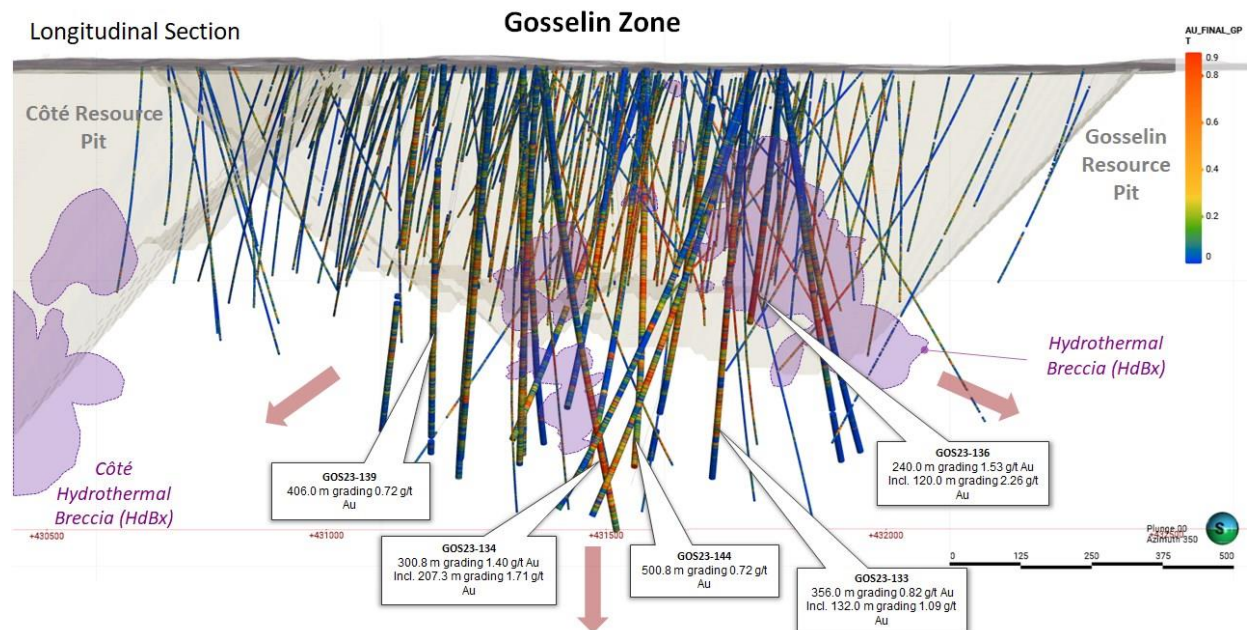 Gosselin Zone
Longitudinal Section
AU_FINAL_GP
T
0.9
0.8
0.4
0.2
0
Côté Resource
Pit
Gosselin
Resource
Pit
Hydrothermal
Breccia (HdBx)
Côté
Hydrothermal
Breccia (HdBx)
GOS23-139
406.0 m grading 0.72 g/t
Au
GOS23-134
300.8 m grading 1.40 g/t Au
Incl. 207.3 m grading 1.71 g/t
Au
GOS23-144
500.8 m grading 0.72 g/t
Au
GOS23-133
356.0 m grading 0.82 g/t Au
Incl. 132.0 m grading 1.09 g/t
Au
GOS23-136
240.0 m grading 1.53 g/t Au
Incl. 120.0 m grading 2.26 g/t
Au
+430500
+431000
+431500
+432000
Plunge 00
Azimuth 350
S
0 125 250 375 500